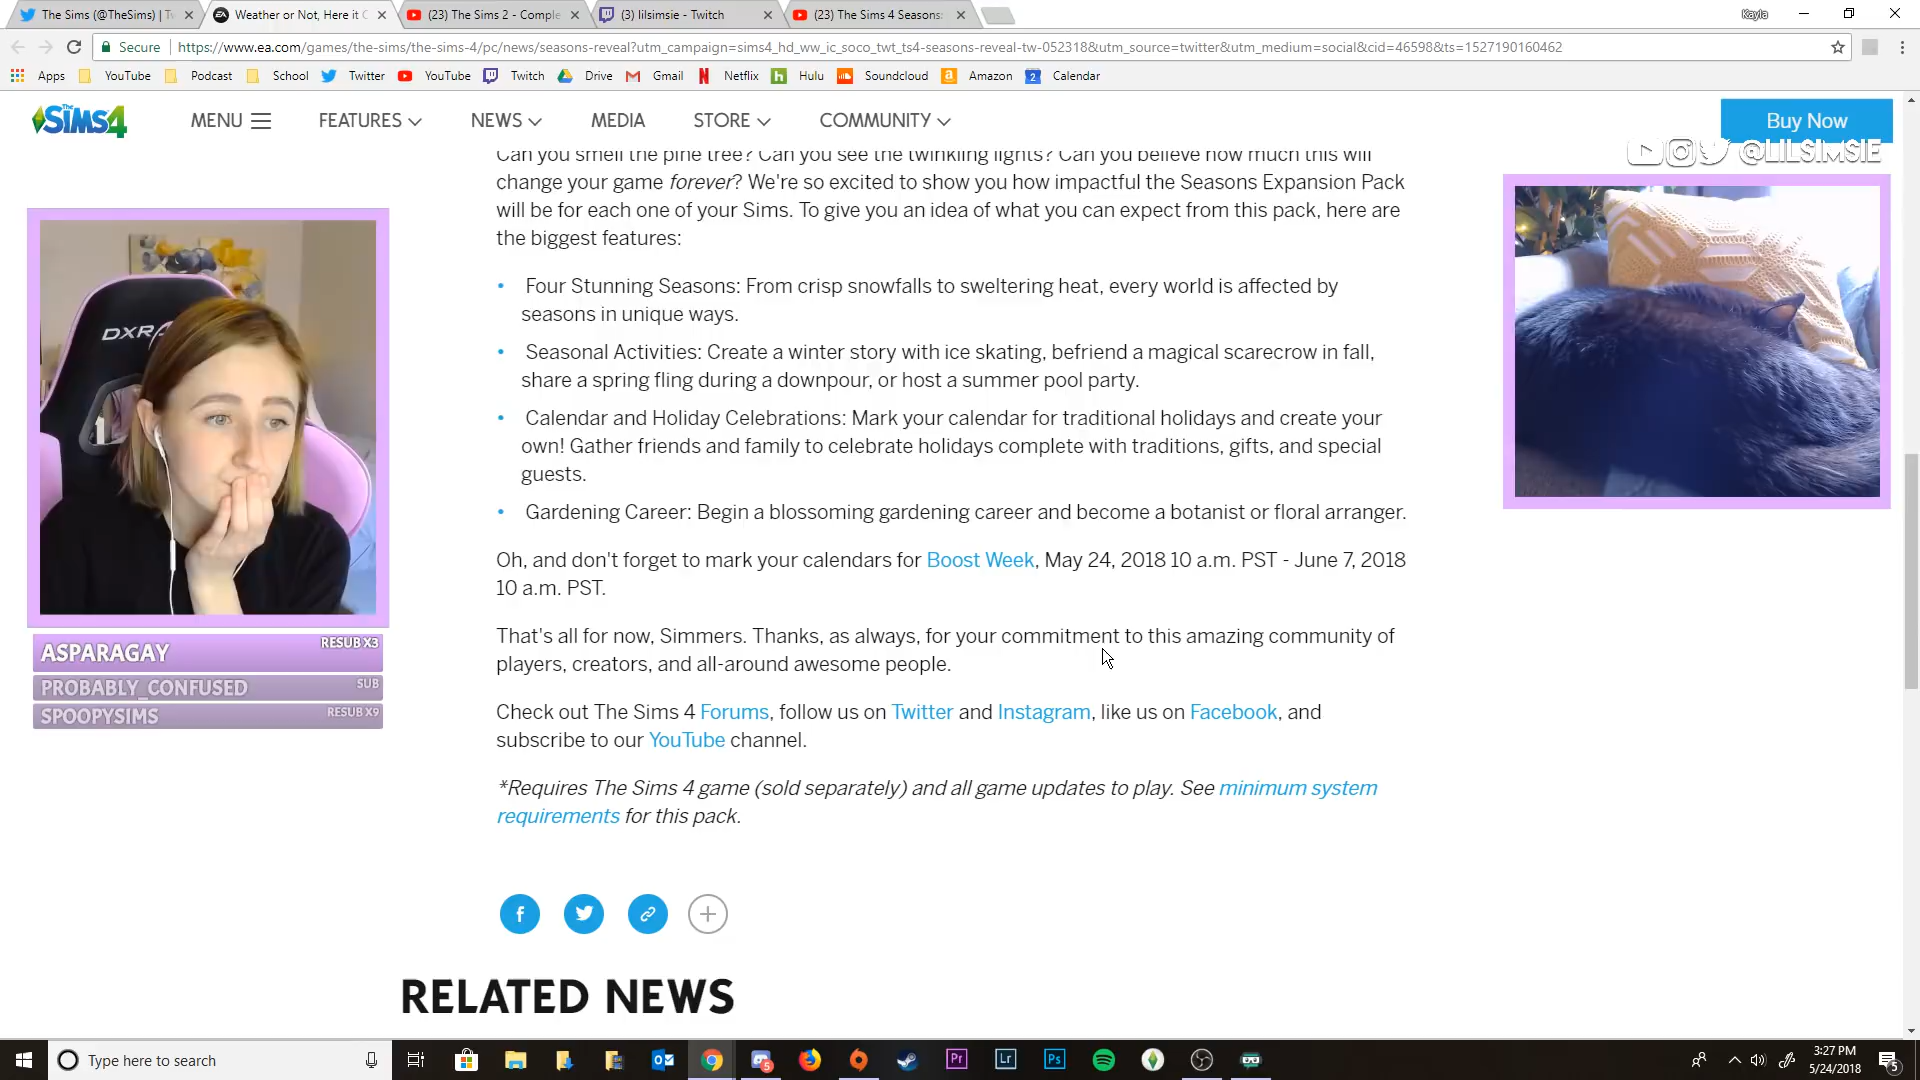 The Sims (@TheSims) | Tw
Weather or Not, Here it C
(23) The Sims 2 - Comple
(3) lilsimsie - Twitch
(23) The Sims 4 Seasons:
Kayla
Secure
https://www.ea.com/games/the-sims/the-sims-4/pc/news/seasons-reveal?utm_campaign=sims4_hd_ww_ic_soco_twt_ts4-seasons-reveal-tw-052318&utm_source=twitter&utm_medium=social&cid=46598&ts=1527190160462
Apps YouTube Podcast School Twitter YouTube Twitch Drive Gmail Netflix Hulu Soundcloud Amazon 2 Calendar
The SIMS4
MENU FEATURES NEWS MEDIA STORE COMMUNITY
Buy Now
@LILSIMSIE
Can you smell the pine tree? Can you see the twinkling lights? Can you believe how much this will
change your game forever? We're so excited to show you how impactful the Seasons Expansion Pack
will be for each one of your Sims. To give you an idea of what you can expect from this pack, here are
the biggest features:
• Four Stunning Seasons: From crisp snowfalls to sweltering heat, every world is affected by
seasons in unique ways.
• Seasonal Activities: Create a winter story with ice skating, befriend a magical scarecrow in fall,
share a spring fling during a downpour, or host a summer pool party.
• Calendar and Holiday Celebrations: Mark your calendar for traditional holidays and create your
own! Gather friends and family to celebrate holidays complete with traditions, gifts, and special
guests.
• Gardening Career: Begin a blossoming gardening career and become a botanist or floral arranger.
Oh, and don't forget to mark your calendars for Boost Week, May 24, 2018 10 a.m. PST - June 7, 2018
10 a.m. PST.
That's all for now, Simmers. Thanks, as always, for your commitment to this amazing community of
players, creators, and all-around awesome people.
Check out The Sims 4 Forums, follow us on Twitter and Instagram, like us on Facebook, and
subscribe to our YouTube channel.
*Requires The Sims 4 game (sold separately) and all game updates to play. See minimum system
requirements for this pack.
RELATED NEWS
ASPARAGAY RESUB X3
PROBABLY_CONFUSED SUB
SPOOPYSIMS RESUB X9
Type here to search
Pr
Lr
Ps
5
3:27 PM
5/24/2018
5